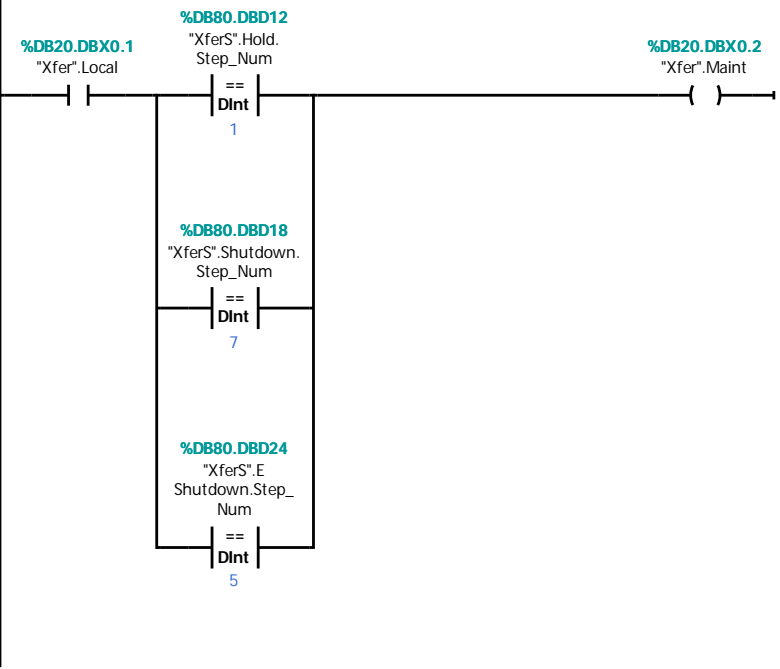 %DB80.DBD12
"XferS".Hold.
Step_Num
%DB20.DBX0.1
"Xfer".Local
%DB20.DBX0.2
"Xfer".Maint
==
DInt
1
%DB80.DBD18
"XferS".Shutdown.
Step_Num
==
DInt
7
%DB80.DBD24
"XferS".E
Shutdown.Step_
Num
==
DInt
5